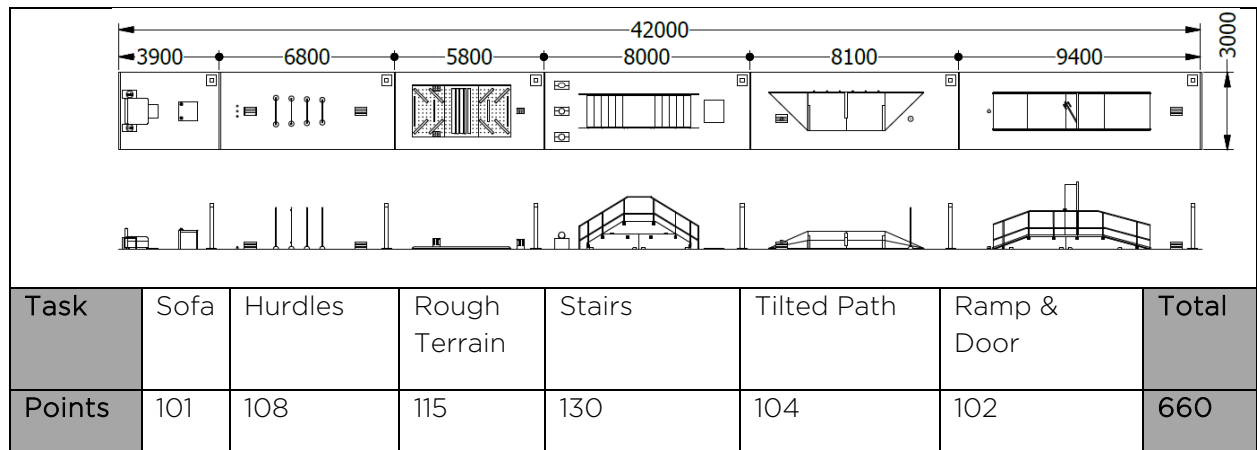 42000
3900 6800 5800 8000 8100 9400
3000
Task Sofa Hurdles Rough Terrain Stairs Tilted Path Ramp & Door Total
Points 101 108 115 130 104 102 660